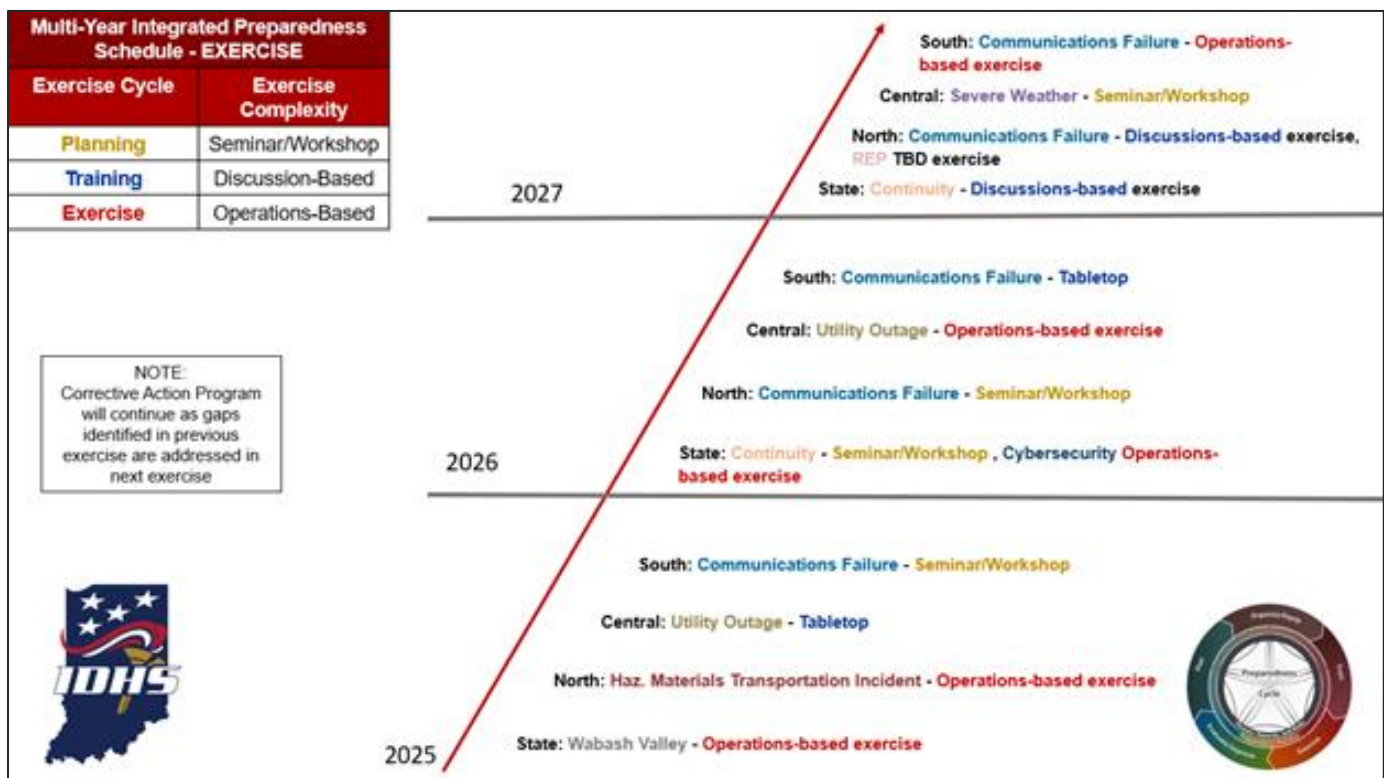 Multi-Year Integrated Preparedness
Schedule - EXERCISE
Exercise Cycle
Exercise
Complexity
Planning
Seminar/Workshop
Training
Discussion-Based
Exercise
Operations-Based
South: Communications Failure - Operations-
based exercise
Central: Severe Weather - Seminar/Workshop
North: Communications Failure - Discussions-based exercise,
REP TBD exercise
State: Continuity - Discussions-based exercise
2027
South: Communications Failure - Tabletop
Central: Utility Outage - Operations-based exercise
North: Communications Failure - Seminar/Workshop
State: Continuity - Seminar/Workshop , Cybersecurity Operations-
based exercise
2026
NOTE:
Corrective Action Program
will continue as gaps
identified in previous
exercise are addressed in
next exercise
South: Communications Failure - Seminar/Workshop
Central: Utility Outage - Tabletop
North: Haz. Materials Transportation Incident - Operations-based exercise
State: Wabash Valley - Operations-based exercise
2025
IDHS
Preparedness
Cycle